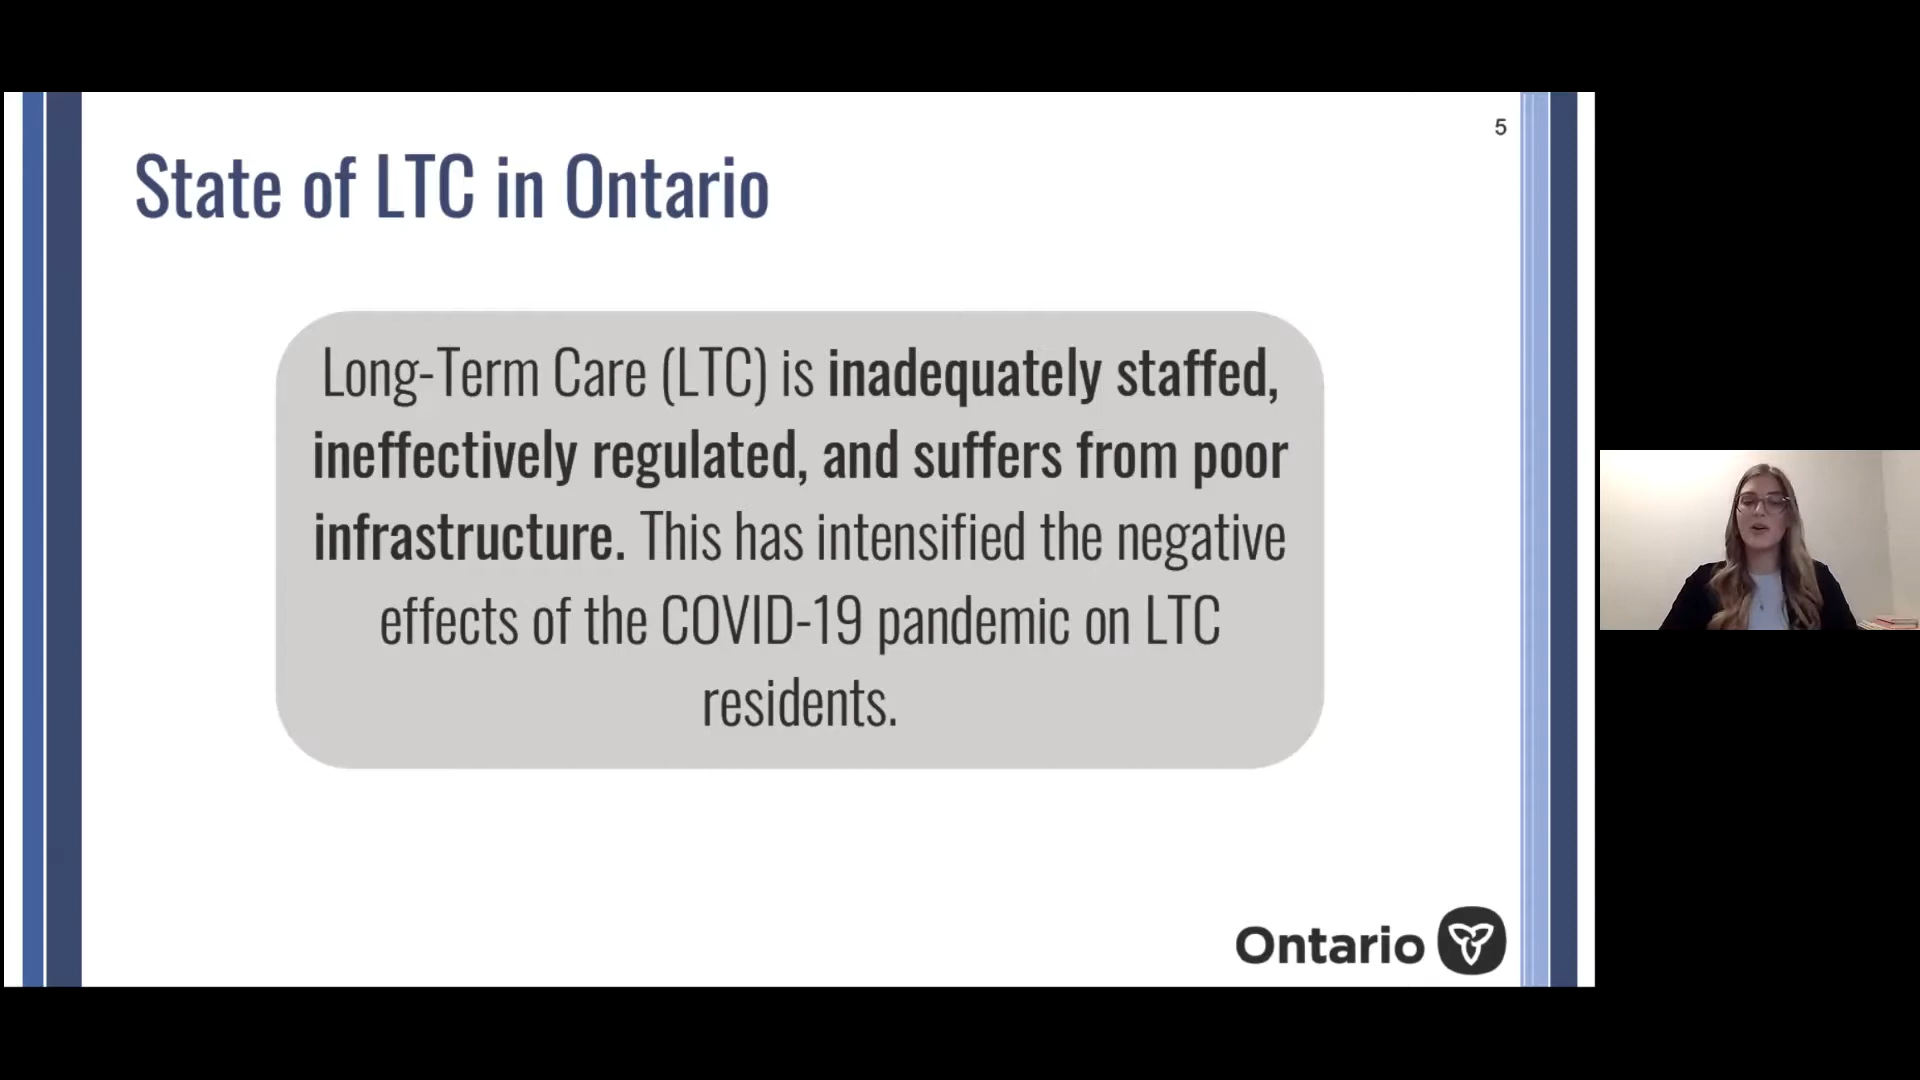 5
State of LTC in Ontario
Long-Term Care (LTC) is inadequately staffed,
ineffectively regulated, and suffers from poor
infrastructure. This has intensified the negative
effects of the COVID-19 pandemic on LTC
residents.
Ontario